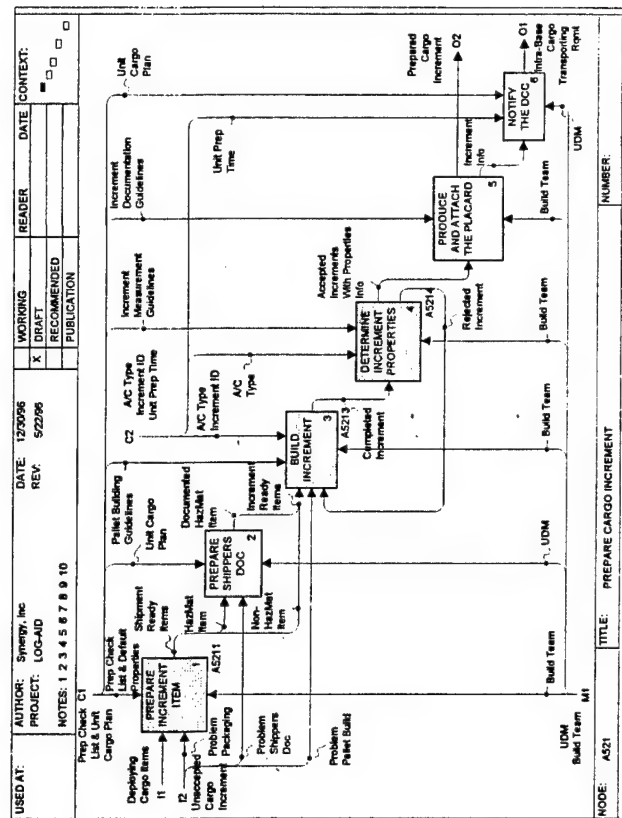 USED AT:
AUTHOR: Synergy, Inc
PROJECT: LOG-AID
NOTES: 1 2 3 4 5 6 7 8 9 10
DATE: 12/30/96
REV: 5/22/96
WORKING
X DRAFT
RECOMMENDED
PUBLICATION
READER
DATE
CONTEXT:
Prep Check
List & Unit
Cargo Plan
C1
Prep Check
List & Default
Properties
Pallet Building
Guidelines
Unit Cargo Plan
A/C Type
Increment ID
Unit Prep Time
C2
A/C Type
Increment ID
A/C
Type
Increment
Measurement
Guidelines
Increment
Documentation
Guidelines
Unit
Cargo
Plan
Unit Prep
Time
Deploying
Cargo Items
I1
I2
Unaccepted
Cargo
Increment
PREPARE
INCREMENT
ITEM
1
A5211
Shipment
Ready
Items
HazMat
Item
Non-
HazMat
Item
Problem
Packaging
Problem
Shippers
Doc
Problem
Pallet Build
PREPARE
SHIPPERS
DOC
2
Documented
HazMat
Item
Increment
Ready
Items
BUILD
INCREMENT
3
A5213
Completed
Increment
DETERMINE
INCREMENT
PROPERTIES
4
A5214
Accepted
Increments
With Properties
Info
Rejected
Increment
PRODUCE
AND ATTACH
THE PLACARD
5
Increment
Info
Prepared
Cargo
Increment
O2
NOTIFY
THE DCC
6
O1
Intra-Base
Cargo
Transporting
Rqmt
Build Team
UDM
Build Team
Build Team
Build Team
UDM
UDM
Build Team
M1
NODE: A521
TITLE: PREPARE CARGO INCREMENT
NUMBER: